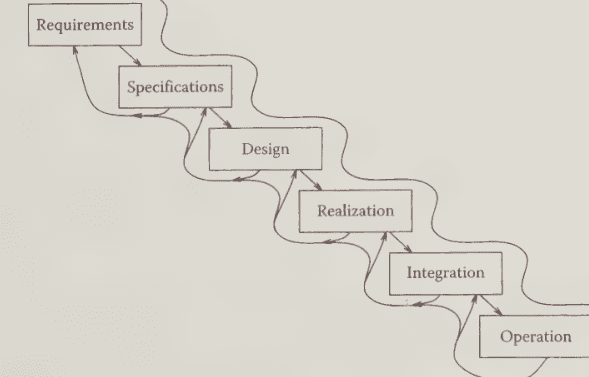 Requirements
Specifications
Design
Realization
Integration
Operation